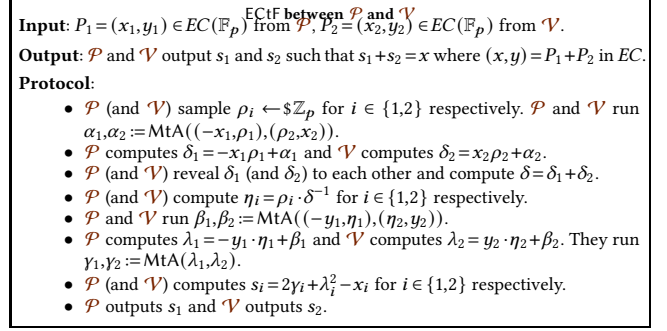 ECtF between 𝒫 and 𝒱
Input: P₁=(x₁,y₁)∈EC(𝔽ₚ) from 𝒫, P₂=(x₂,y₂)∈EC(𝔽ₚ) from 𝒱.
Output: 𝒫 and 𝒱 output s₁ and s₂ such that s₁+s₂=x where (x,y)=P₁+P₂ in EC.
Protocol:
• 𝒫 (and 𝒱) sample ρᵢ ←$ℤₚ for i ∈ {1,2} respectively. 𝒫 and 𝒱 run
α₁,α₂:=MtA((−x₁,ρ₁),(ρ₂,x₂)).
• 𝒫 computes δ₁=−x₁ρ₁+α₁ and 𝒱 computes δ₂=x₂ρ₂+α₂.
• 𝒫 (and 𝒱) reveal δ₁ (and δ₂) to each other and compute δ=δ₁+δ₂.
• 𝒫 (and 𝒱) compute ηᵢ=ρᵢ·δ⁻¹ for i∈{1,2} respectively.
• 𝒫 and 𝒱 run β₁,β₂:=MtA((−y₁,η₁),(η₂,y₂)).
• 𝒫 computes λ₁=−y₁·η₁+β₁ and 𝒱 computes λ₂=y₂·η₂+β₂. They run
γ₁,γ₂:=MtA(λ₁,λ₂).
• 𝒫 (and 𝒱) computes sᵢ=2γᵢ+λᵢ²−xᵢ for i∈{1,2} respectively.
• 𝒫 outputs s₁ and 𝒱 outputs s₂.